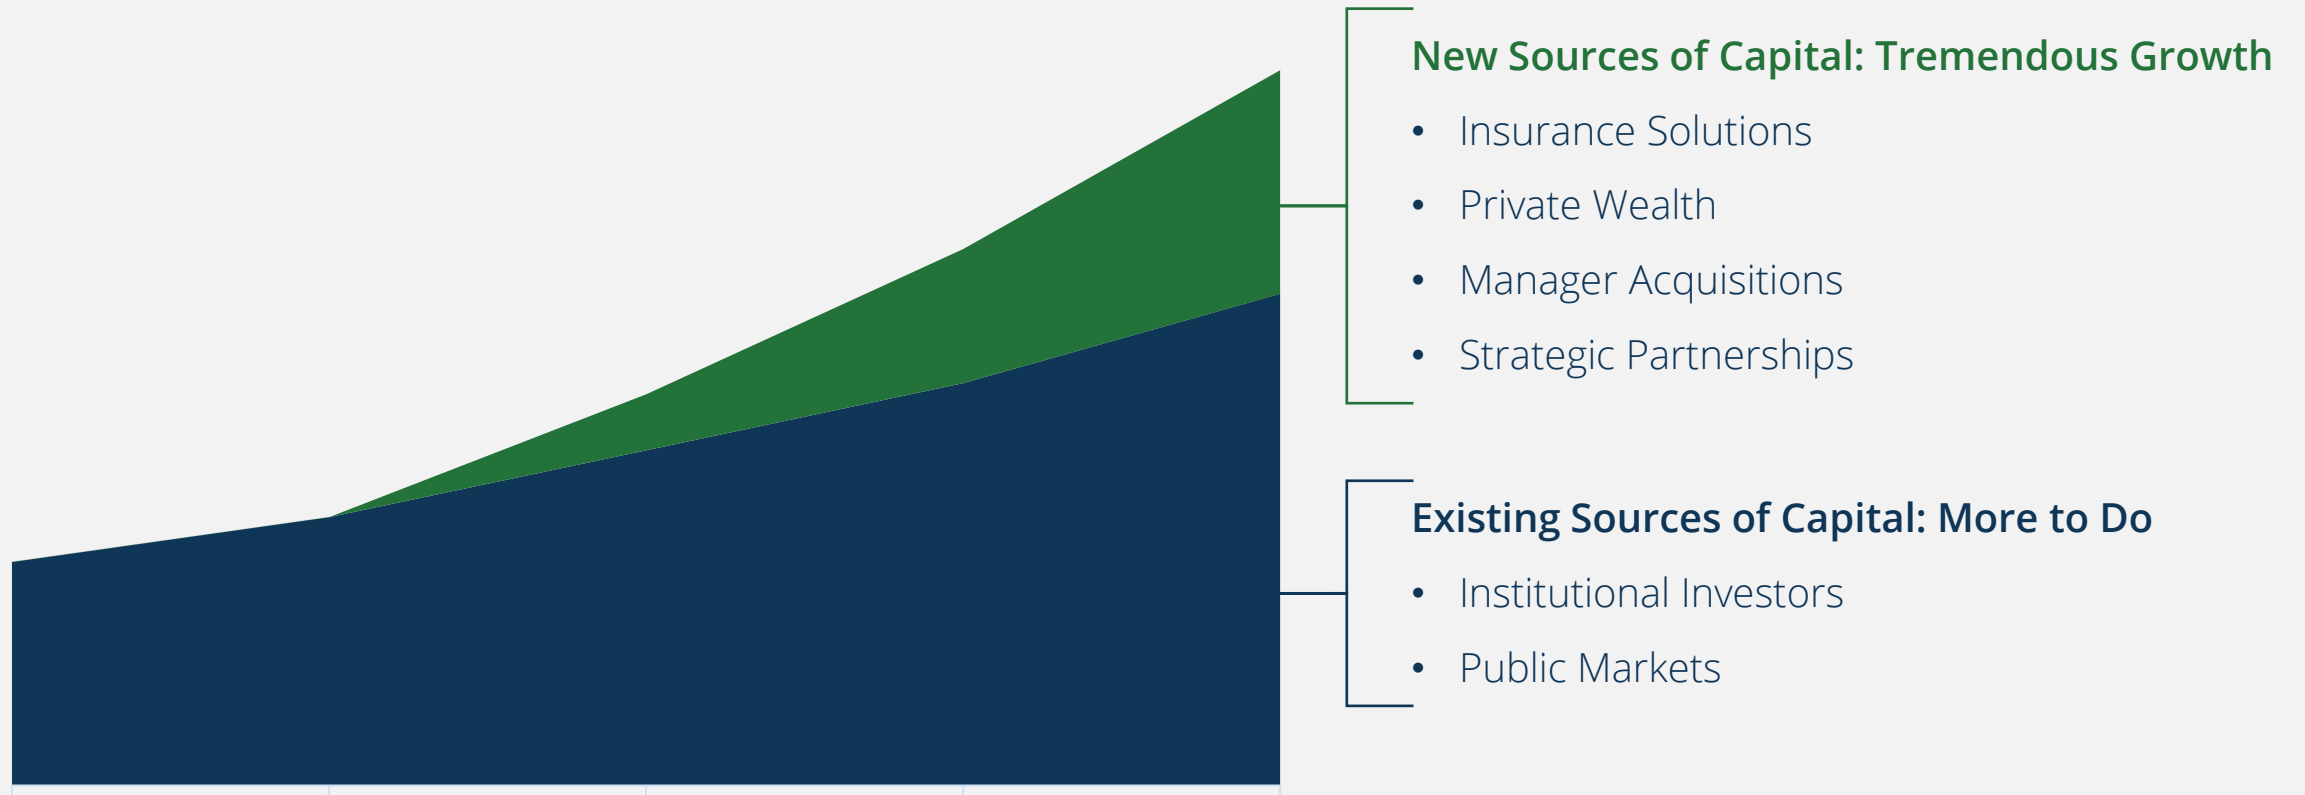 New Sources of Capital: Tremendous Growth
• Insurance Solutions
• Private Wealth
• Manager Acquisitions
• Strategic Partnerships
Existing Sources of Capital: More to Do
• Institutional Investors
• Public Markets